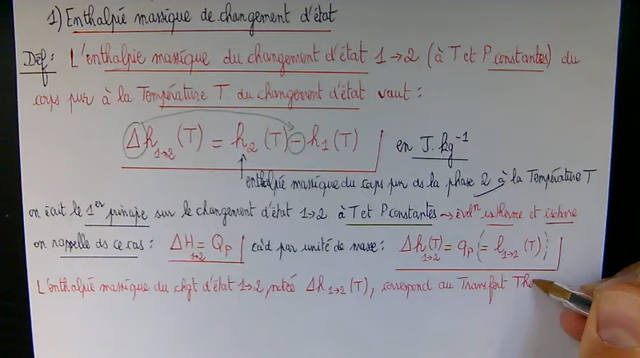 1) Enthalpie massique de changement d'état
Def: L'enthalpie massique du changement d'état 1→2 (à T et P constantes) du
corps pur à la Température T du changement d'état vaut:
Δh1→2 (T) = h2 (T) - h1 (T) en J.kg⁻¹
enthalpie massique du corps pur de la phase 2 à la Température T
on écrit le 1er principe sur le changement d'état 1→2 à T et P constantes → évoln isotherme et isobare
on rappelle ds ce cas: ΔH1→2 = QP càd par unité de masse: Δh1→2(T) = qP (= l1→2 (T))
L'enthalpie massique du chgt d'état 1→2, notée Δh1→2(T), correspond au Transfert The